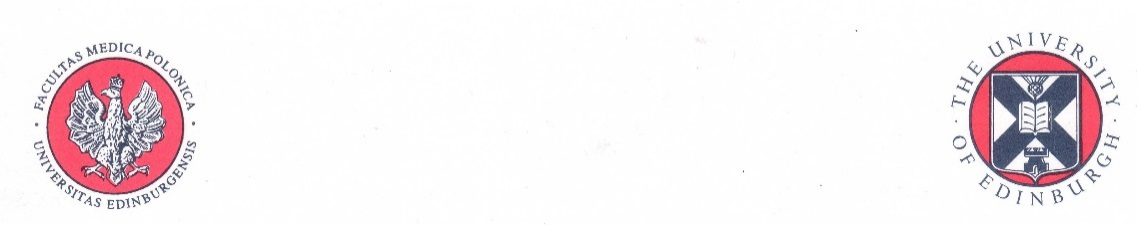 FACULTAS MEDICA POLONICA
UNIVERSITAS EDINBURGENSIS
THE UNIVERSITY
OF EDINBURGH